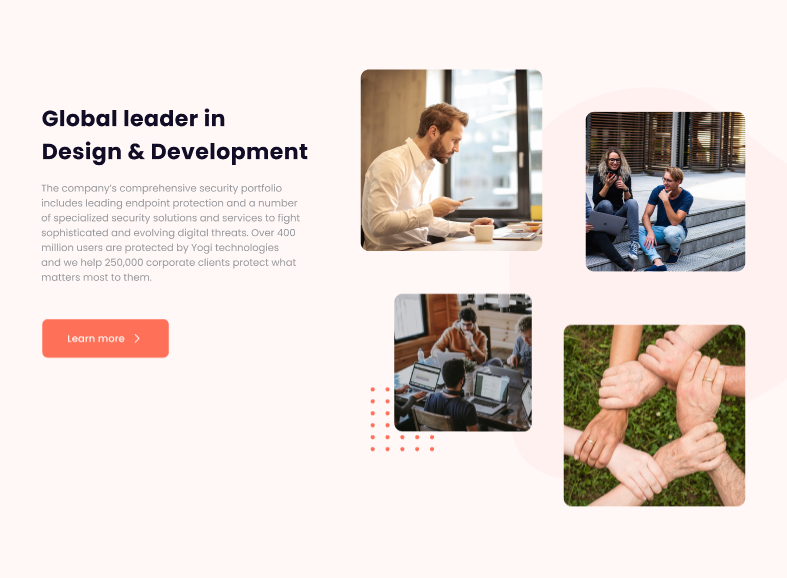 Global leader in
Design & Development
The company's comprehensive security portfolio
includes leading endpoint protection and a number
of specialized security solutions and services to fight
sophisticated and evolving digital threats. Over 400
million users are protected by Yogi technologies
and we help 250,000 corporate clients protect what
matters most to them.
Learn more